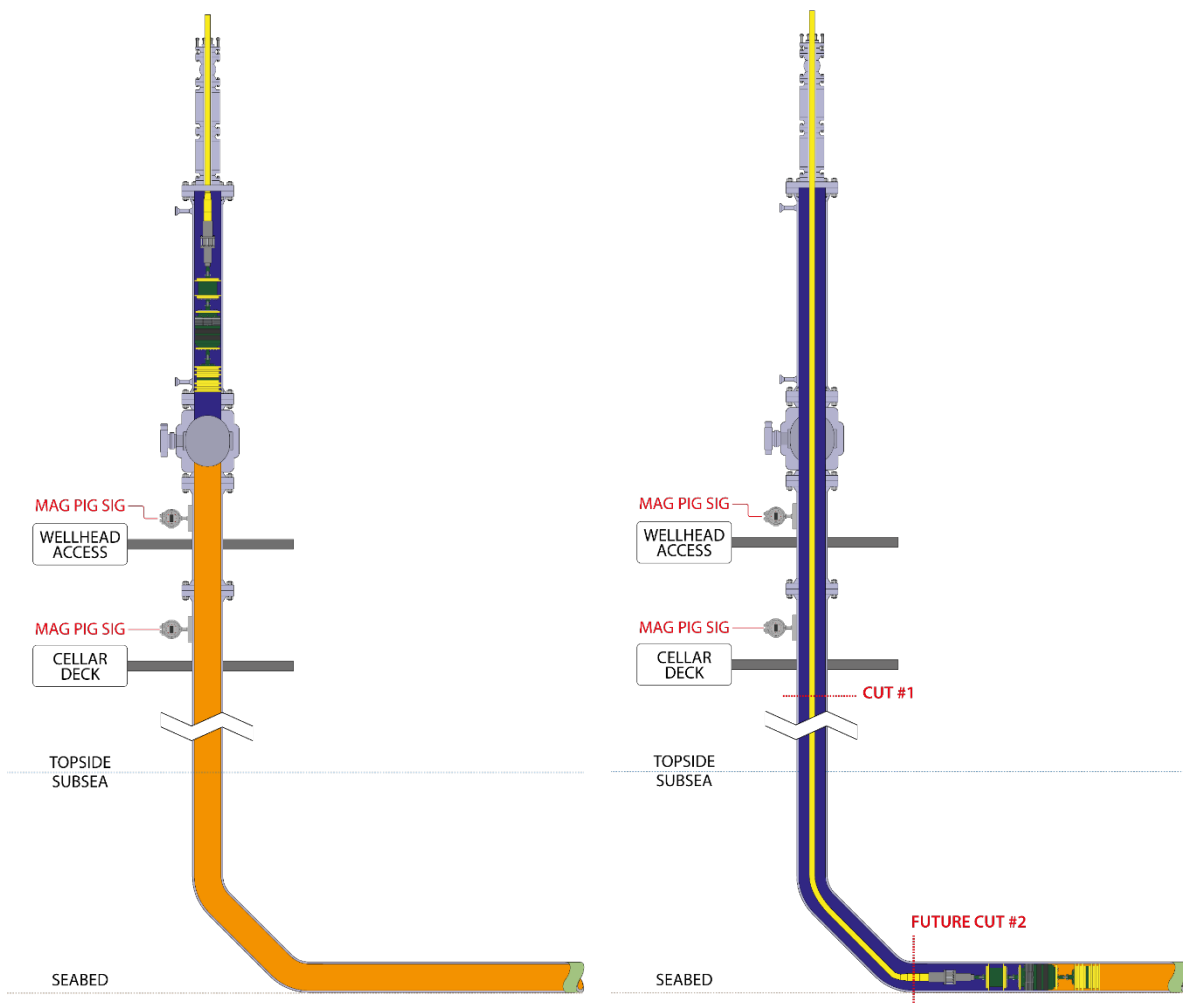 MAG PIG SIG
WELLHEAD
ACCESS
MAG PIG SIG
CELLAR
DECK
TOPSIDE
SUBSEA
SEABED
MAG PIG SIG
WELLHEAD
ACCESS
MAG PIG SIG
CELLAR
DECK
CUT #1
TOPSIDE
SUBSEA
FUTURE CUT #2
SEABED